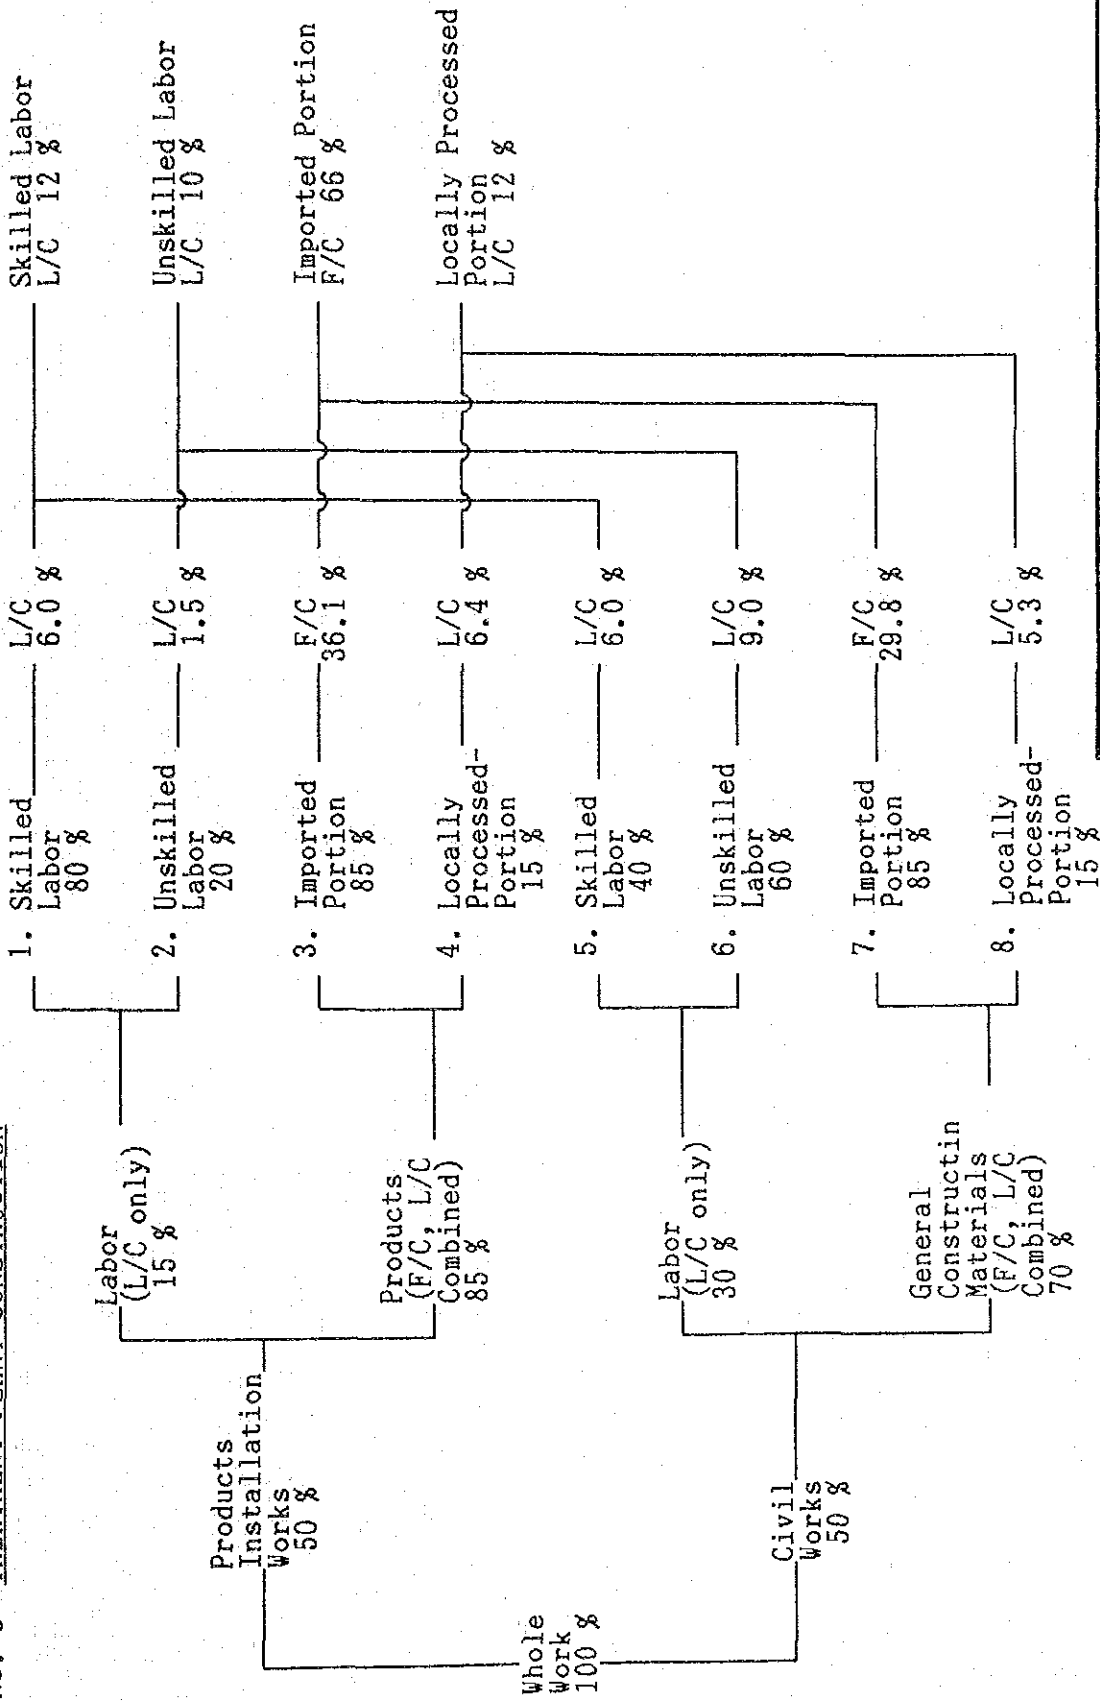 TREATMENT PLANT CONSTRUCTION
Whole
Work
100 %
Products
Installation
Works
50 %
Civil
Works
50 %
Labor
(L/C only)
15 %
Products
(F/C, L/C
Combined)
85 %
Labor
(L/C only)
30 %
General
Constructin
Materials
(F/C, L/C
Combined)
70 %
1. Skilled
Labor
80 %
2. Unskilled
Labor
20 %
3. Imported
Portion
85 %
4. Locally
Processed-
Portion
15 %
5. Skilled
Labor
40 %
6. Unskilled
Labor
60 %
7. Imported
Portion
85 %
8. Locally
Processed-
Portion
15 %
L/C
6.0 %
L/C
1.5 %
F/C
36.1 %
L/C
6.4 %
L/C
6.0 %
L/C
9.0 %
F/C
29.8 %
L/C
5.3 %
Skilled Labor
L/C 12 %
Unskilled Labor
L/C 10 %
Imported Portion
F/C 66 %
Locally Processed
Portion
L/C 12 %